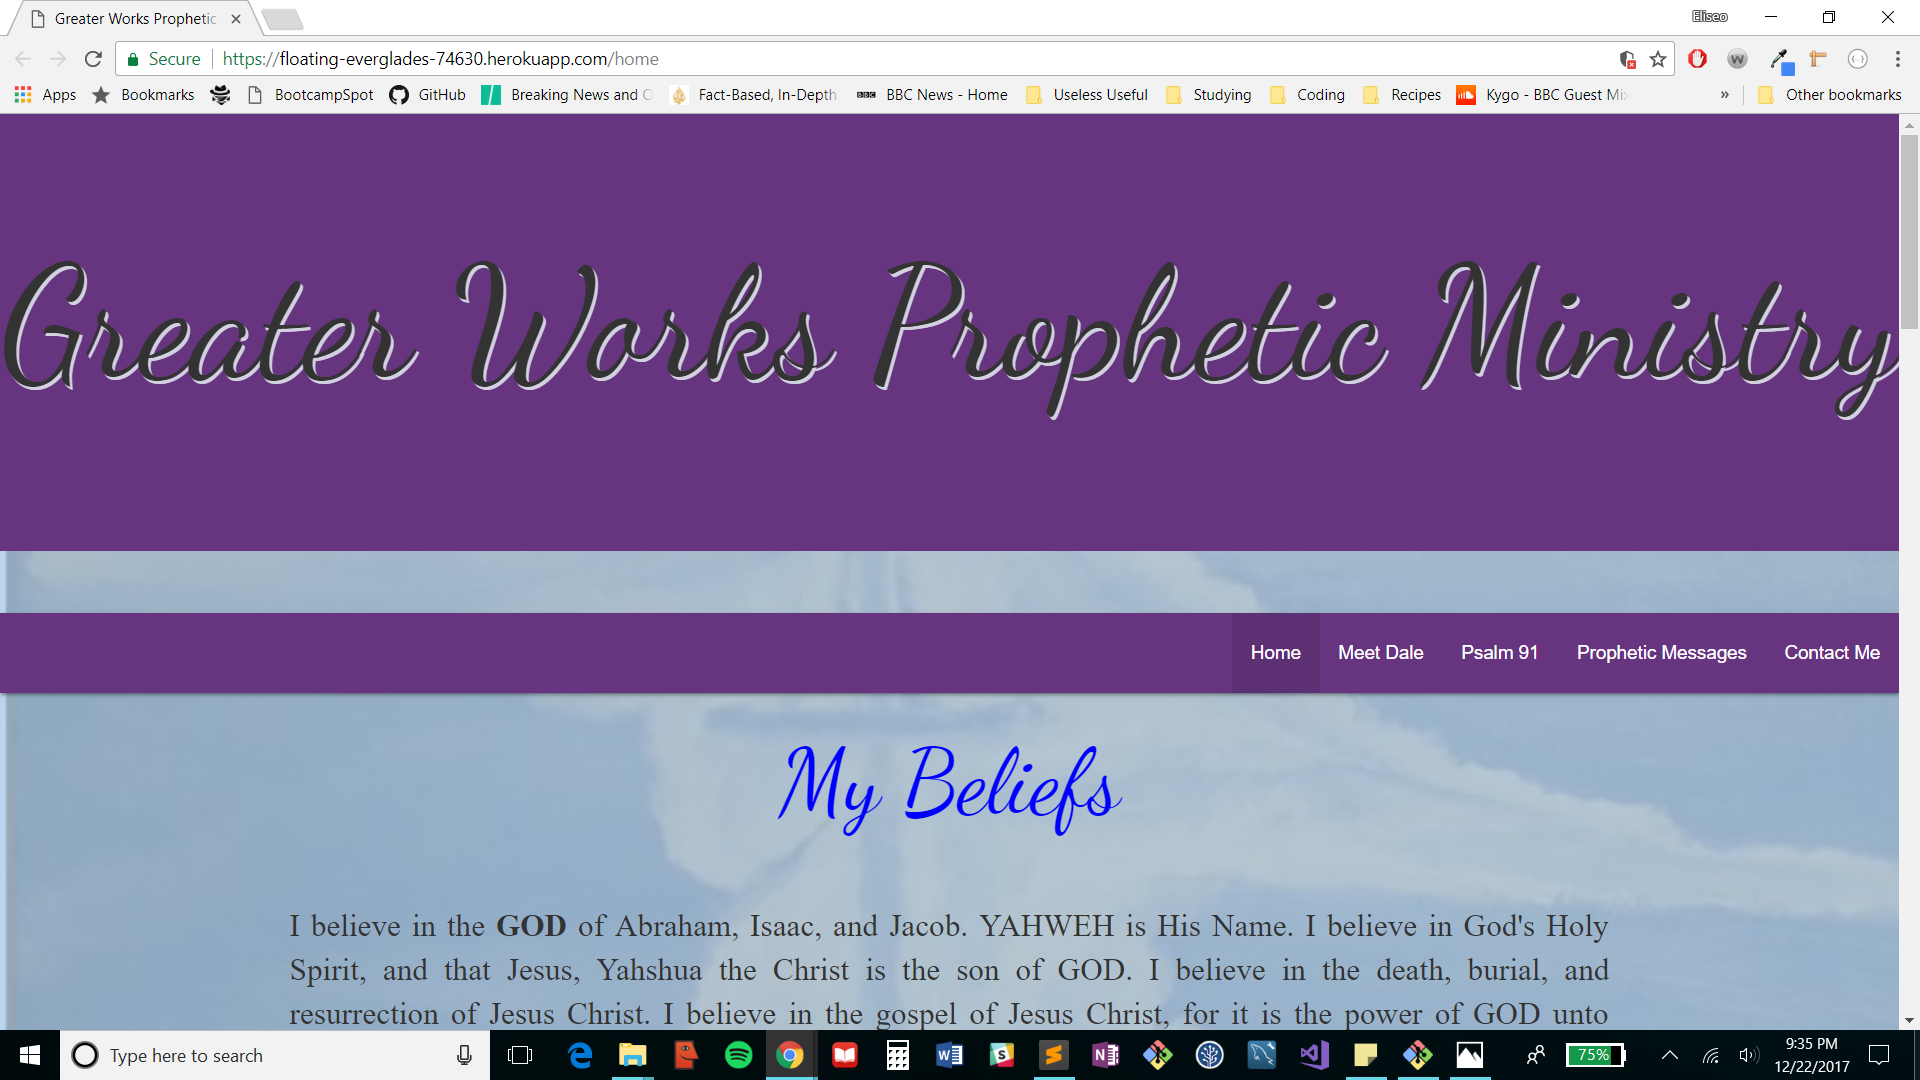 Greater Works Prophetic
Eliseo
Secure https://floating-everglades-74630.herokuapp.com/home
Apps Bookmarks BootcampSpot GitHub Breaking News and O Fact-Based, In-Depth BBC News - Home Useless Useful Studying Coding Recipes Kygo - BBC Guest Mix » Other bookmarks
Greater Works Prophetic Ministry
Home Meet Dale Psalm 91 Prophetic Messages Contact Me
My Beliefs
I believe in the GOD of Abraham, Isaac, and Jacob. YAHWEH is His Name. I believe in God's Holy
Spirit, and that Jesus, Yahshua the Christ is the son of GOD. I believe in the death, burial, and
resurrection of Jesus Christ. I believe in the gospel of Jesus Christ, for it is the power of GOD unto
Type here to search
75%
9:35 PM
12/22/2017